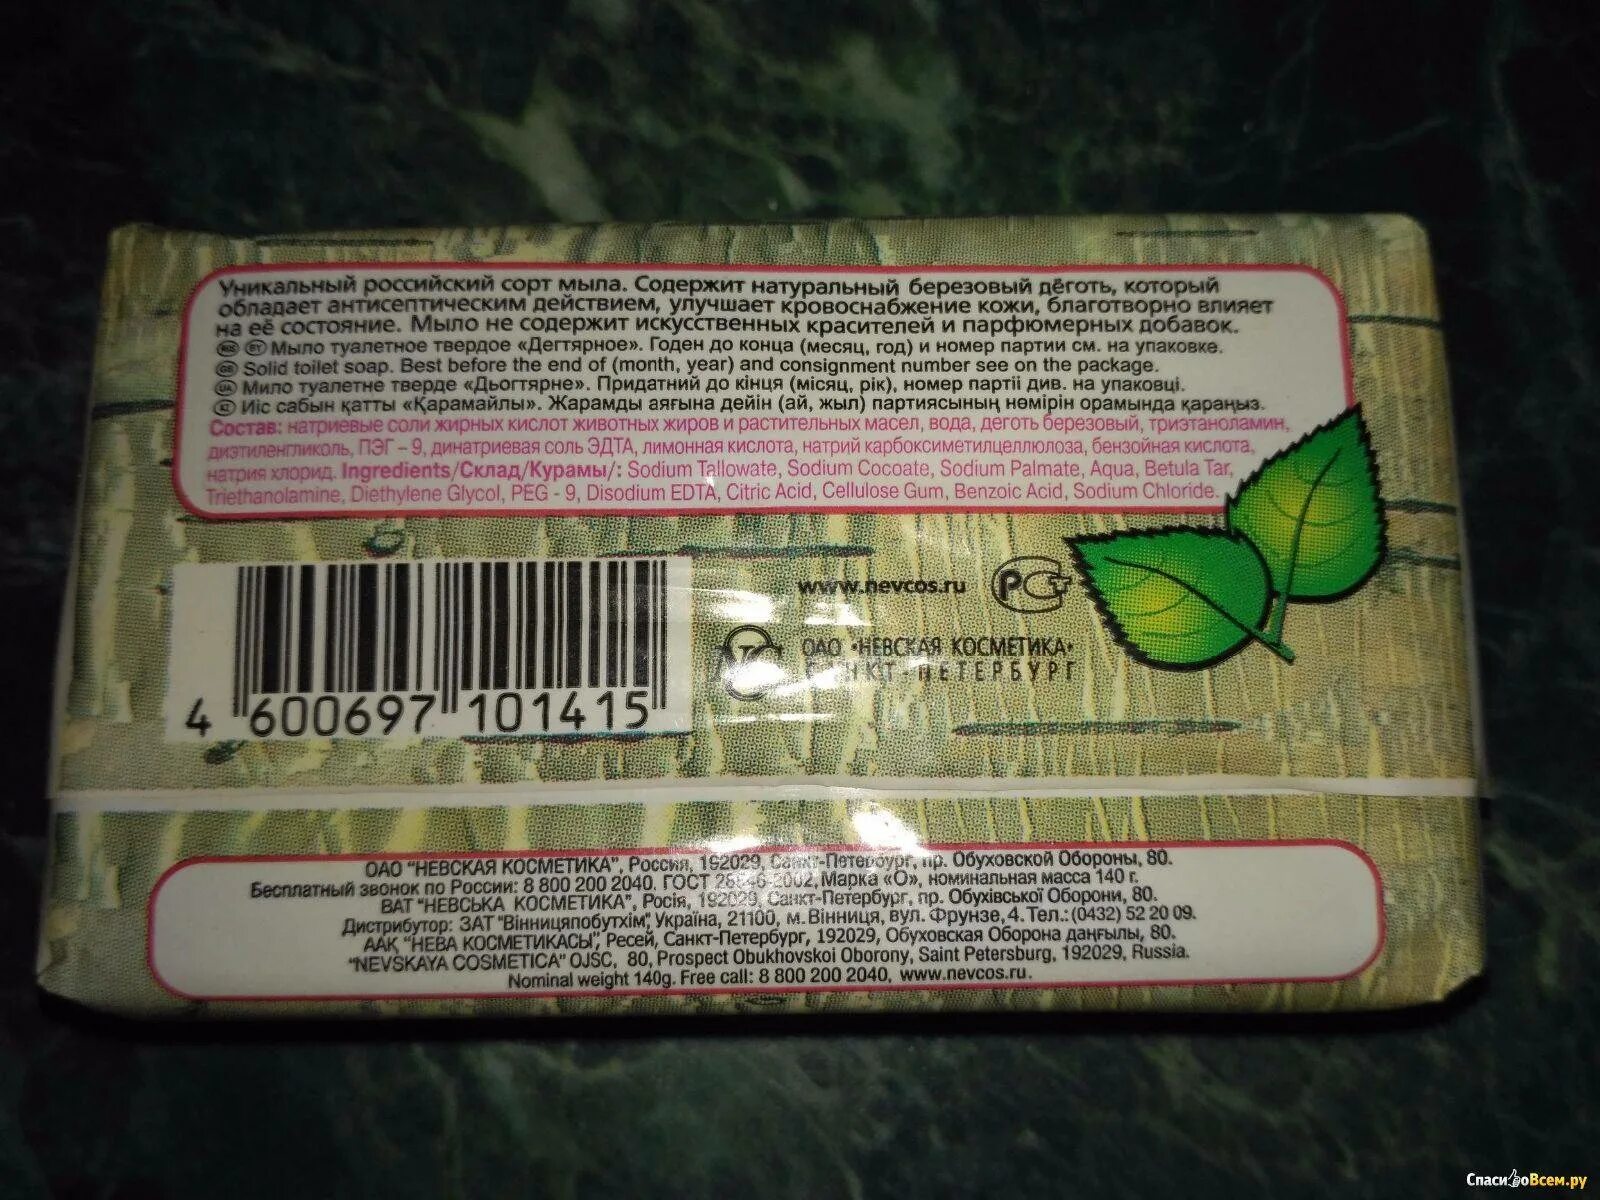 Уникальный российский сорт мыла. Содержит натуральный березовый дёготь, который
обладает антисептическим действием, улучшает кровоснабжение кожи, благотворно влияет
на её состояние. Мыло не содержит искусственных красителей и парфюмерных добавок.
Мыло туалетное твердое «Дегтярное». Годен до конца (месяц, год) и номер партии см. на упаковке.
GB Solid toilet soap. Best before the end of (month, year) and consignment number see on the package.
UA Мило туалетне тверде «Дьогтярне». Придатний до кінця (місяц, рік), номер партії див. на упаковці.
KZ Иіс сабын қатты «Қарамайлы». Жарамды аяғына дейін (ай, жыл) партиясының нөмірін орамында қараңыз.
Состав: натриевые соли жирных кислот животных жиров и растительных масел, вода, деготь березовый, триэтаноламин,
диэтиленгликоль, ПЭГ – 9, динатриевая соль ЭДТА, лимонная кислота, натрий карбоксиметилцеллюлоза, бензойная кислота,
натрия хлорид. Ingredients/Склад/Курамы/: Sodium Tallowate, Sodium Cocoate, Sodium Palmate, Aqua, Betula Tar,
Triethanolamine, Diethylene Glycol, PEG - 9, Disodium EDTA, Citric Acid, Cellulose Gum, Benzoic Acid, Sodium Chloride.
www.nevcos.ru
РСТ
ОАО "НЕВСКАЯ КОСМЕТИКА"
САНКТ-ПЕТЕРБУРГ
4 600697 101415
ОАО "НЕВСКАЯ КОСМЕТИКА", Россия, 192029, Санкт-Петербург, пр. Обуховской Обороны, 80.
Бесплатный звонок по России: 8 800 200 2040. ГОСТ 28546-2002, Марка «О», номинальная масса 140 г.
ВАТ "НЕВСЬКА КОСМЕТИКА", Росія, 192029, Санкт-Петербург, пр. Обухівської Оборони, 80.
Дистрибутор: ЗАТ "Вінницяпобутхім", Україна, 21100, м. Вінниця, вул. Фрунзе, 4. Тел.: (0432) 52 20 09.
ААҚ "НЕВА КОСМЕТИКАСЫ", Ресей, Санкт-Петербург, 192029, Обуховская Оборона даңғылы, 80.
"NEVSKAYA COSMETICA" OJSC, 80, Prospect Obukhovskoi Oborony, Saint Petersburg, 192029, Russia.
Nominal weight 140g. Free call: 8 800 200 2040, www.nevcos.ru.
СпасибоВсем.ру